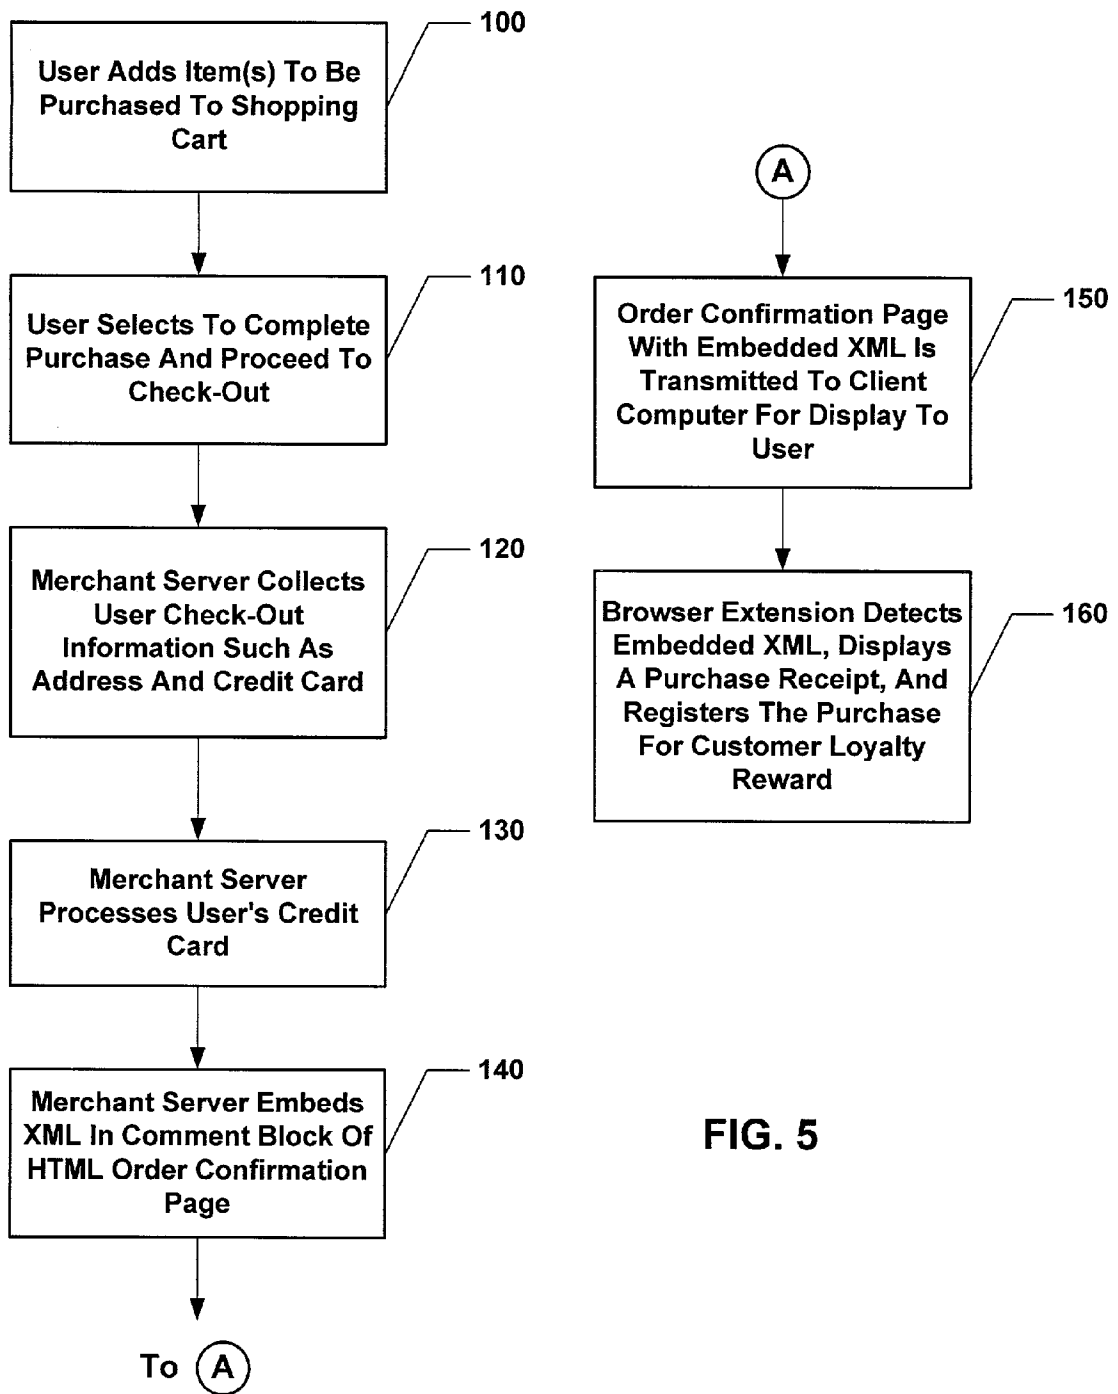 100
User Adds Item(s) To Be
Purchased To Shopping
Cart
110
User Selects To Complete
Purchase And Proceed To
Check-Out
120
Merchant Server Collects
User Check-Out
Information Such As
Address And Credit Card
130
Merchant Server
Processes User's Credit
Card
140
Merchant Server Embeds
XML In Comment Block Of
HTML Order Confirmation
Page
To A
A
150
Order Confirmation Page
With Embedded XML Is
Transmitted To Client
Computer For Display To
User
160
Browser Extension Detects
Embedded XML, Displays
A Purchase Receipt, And
Registers The Purchase
For Customer Loyalty
Reward
FIG. 5